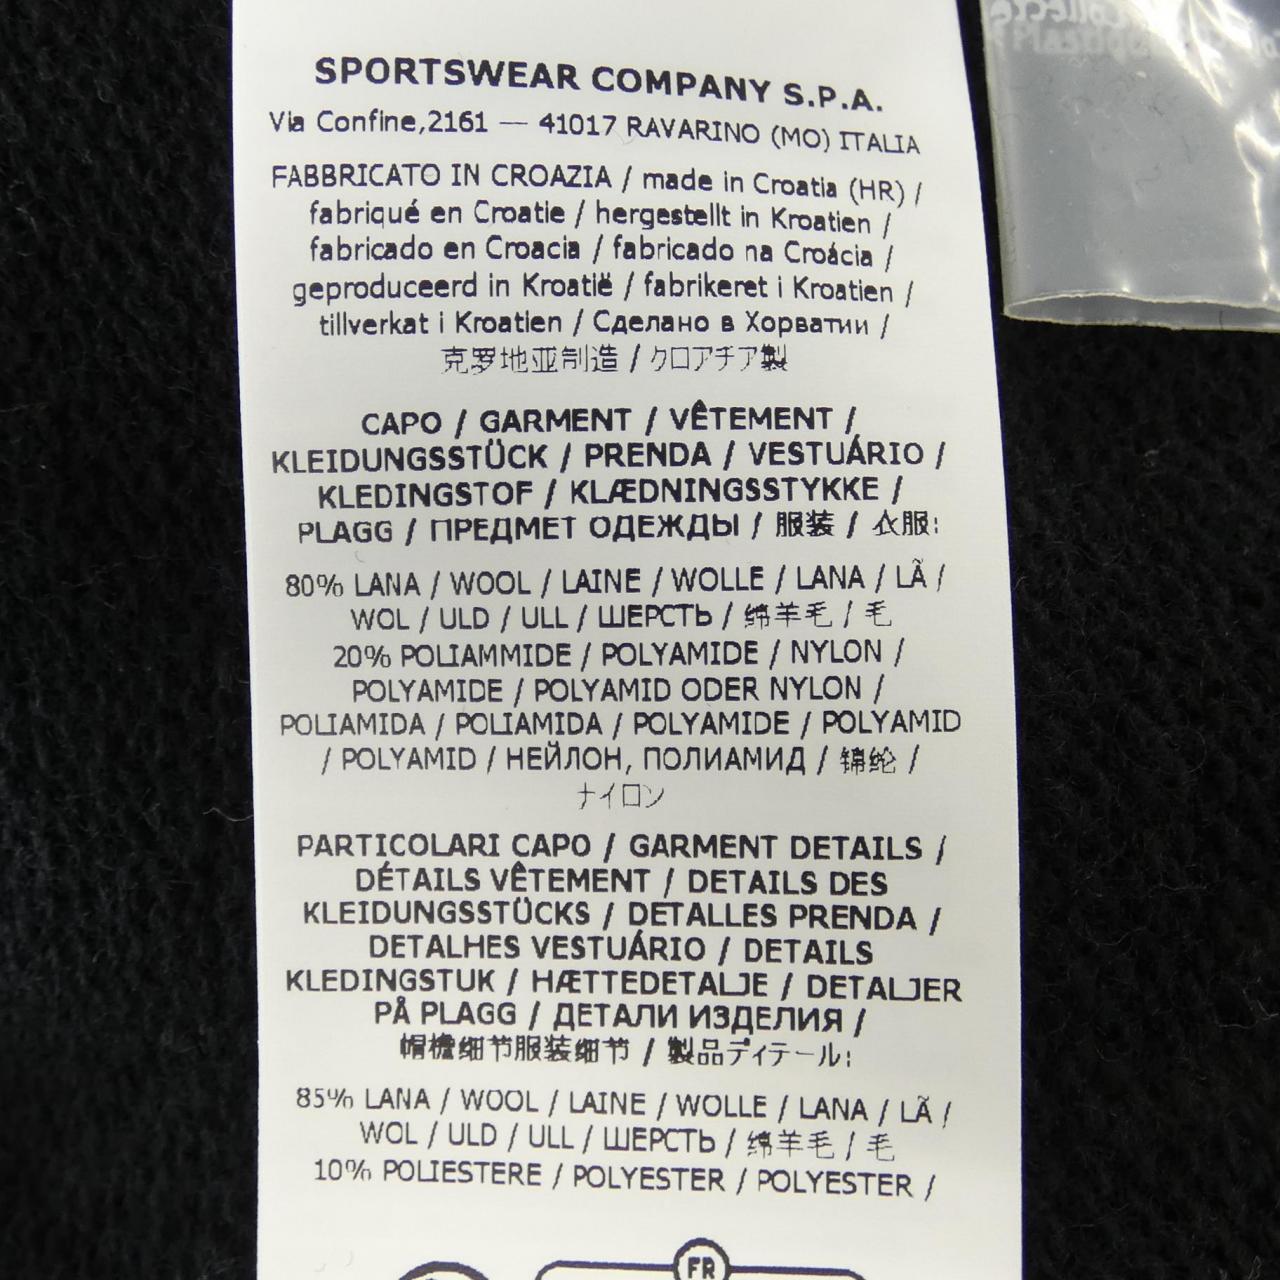 SPORTSWEAR COMPANY S.P.A.
Via Confine,2161 — 41017 RAVARINO (MO) ITALIA
FABBRICATO IN CROAZIA / made in Croatia (HR) /
fabriqué en Croatie / hergestellt in Kroatien /
fabricado en Croacia / fabricado na Croácia /
geproduceerd in Kroatië / fabrikeret i Kroatien /
tillverkat i Kroatien / Сделано в Хорватии /
克罗地亚制造 / クロアチア製
CAPO / GARMENT / VÊTEMENT /
KLEIDUNGSSTÜCK / PRENDA / VESTUÁRIO /
KLEDINGSTOF / KLÆDNINGSSTYKKE /
PLAGG / ПРЕДМЕТ ОДЕЖДЫ / 服装 / 衣服:
80% LANA / WOOL / LAINE / WOLLE / LANA / LÃ /
WOL / ULD / ULL / ШЕРСТЬ / 绵羊毛 / 毛
20% POLIAMMIDE / POLYAMIDE / NYLON /
POLYAMIDE / POLYAMID ODER NYLON /
POLIAMIDA / POLIAMIDA / POLYAMIDE / POLYAMID
/ POLYAMID / НЕЙЛОН, ПОЛИАМИД / 锦纶 /
ナイロン
PARTICOLARI CAPO / GARMENT DETAILS /
DÉTAILS VÊTEMENT / DETAILS DES
KLEIDUNGSSTÜCKS / DETALLES PRENDA /
DETALHES VESTUÁRIO / DETAILS
KLEDINGSTUK / HÆTTEDETALJE / DETALJER
PÅ PLAGG / ДЕТАЛИ ИЗДЕЛИЯ /
帽檐细节服装细节 / 製品ディテール:
85% LANA / WOOL / LAINE / WOLLE / LANA / LÃ /
WOL / ULD / ULL / ШЕРСТЬ / 绵羊毛 / 毛
10% POLIESTERE / POLYESTER / POLYESTER /
FR